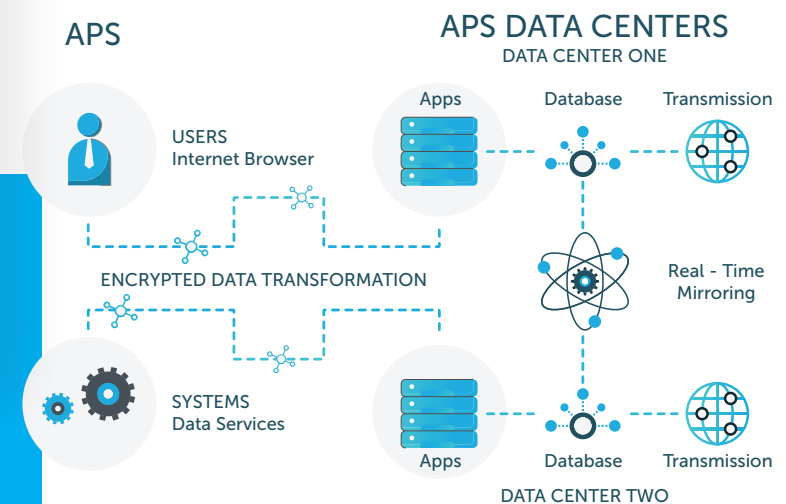 APS
APS DATA CENTERS
DATA CENTER ONE
Apps
Database
Transmission
USERS
Internet Browser
ENCRYPTED DATA TRANSFORMATION
Real - Time
Mirroring
SYSTEMS
Data Services
Apps
Database
Transmission
DATA CENTER TWO